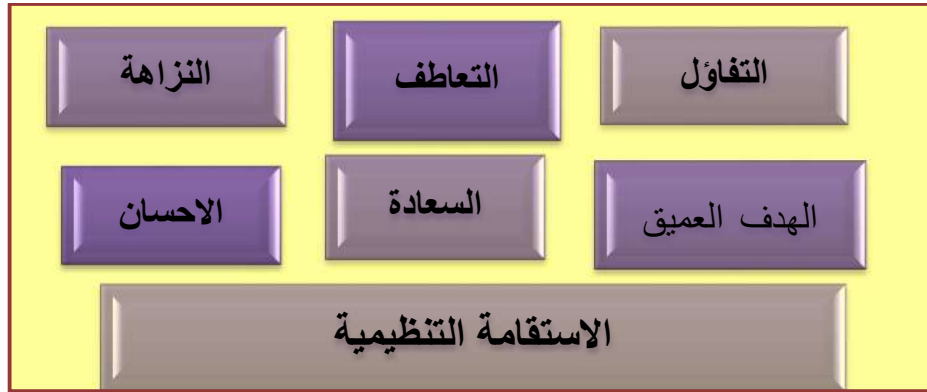 التفاؤل
التعاطف
النزاهة
الهدف العميق
السعادة
الاحسان
الاستقامة التنظيمية